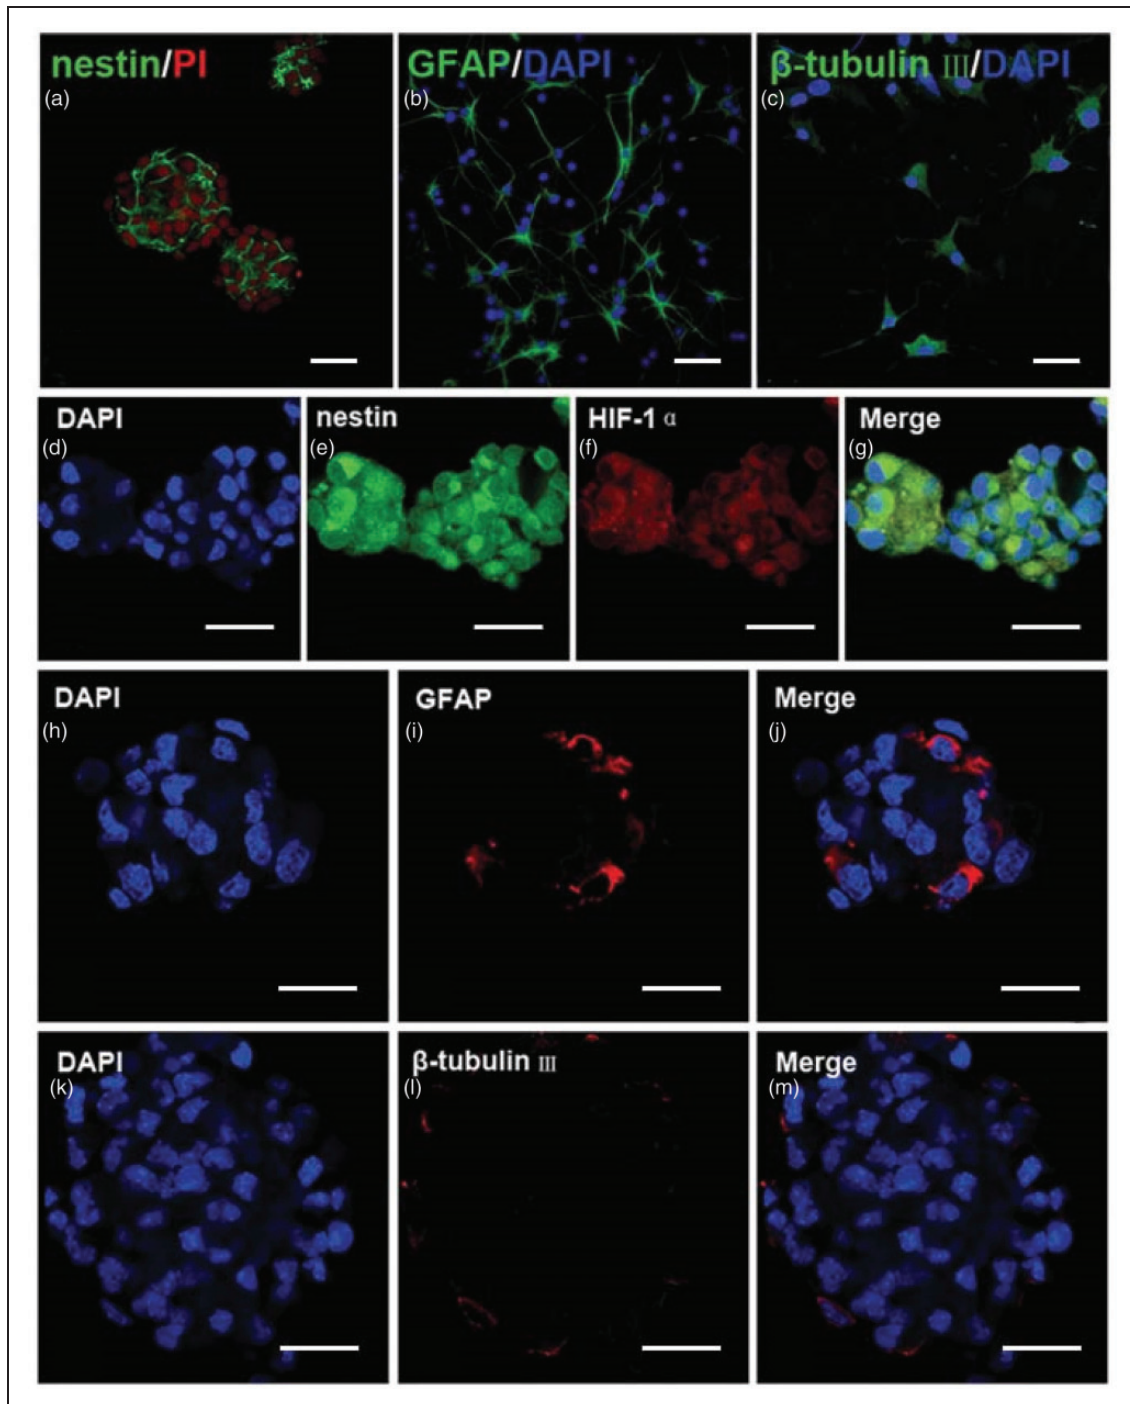 nestin/PI
(a)
GFAP/DAPI
(b)
β-tubulin III/DAPI
(c)
DAPI
(d)
nestin
(e)
HIF-1 α
(f)
Merge
(g)
DAPI
(h)
GFAP
(i)
Merge
(j)
DAPI
(k)
β-tubulin III
(l)
Merge
(m)